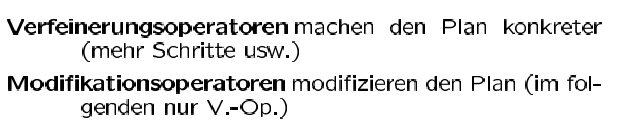 Verfeinerungsoperatoren machen den Plan konkreter
(mehr Schritte usw.)
Modifikationsoperatoren modifizieren den Plan (im fol-
genden nur V.-Op.)